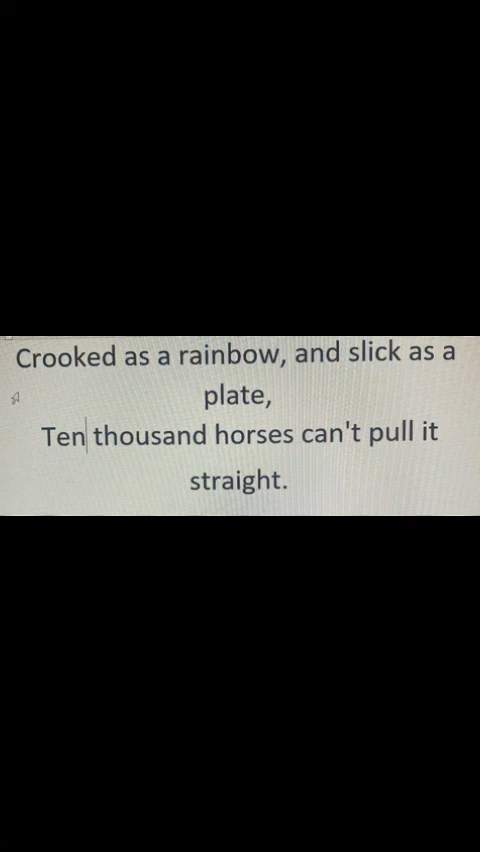 Crooked as a rainbow, and slick as a
plate,
Ten thousand horses can't pull it
straight.